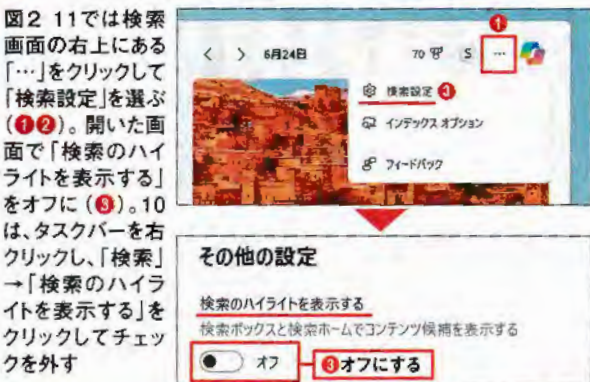 図2 11では検索
画面の右上にある
「…」をクリックして
「検索設定」を選ぶ
(❶❷)。開いた画
面で「検索のハイ
ライトを表示する」
をオフに(❸)。10
は、タスクバーを右
クリックし、「検索」
→「検索のハイラ
イトを表示する」を
クリックしてチェッ
クを外す
❶
6月24日
70
S
…
検索設定 ❸
インデックス オプション
フィードバック
その他の設定
検索のハイライトを表示する
検索ボックスと検索ホームでコンテンツ候補を表示する
オフ
❸オフにする